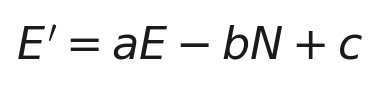 E′ = aE − bN + c